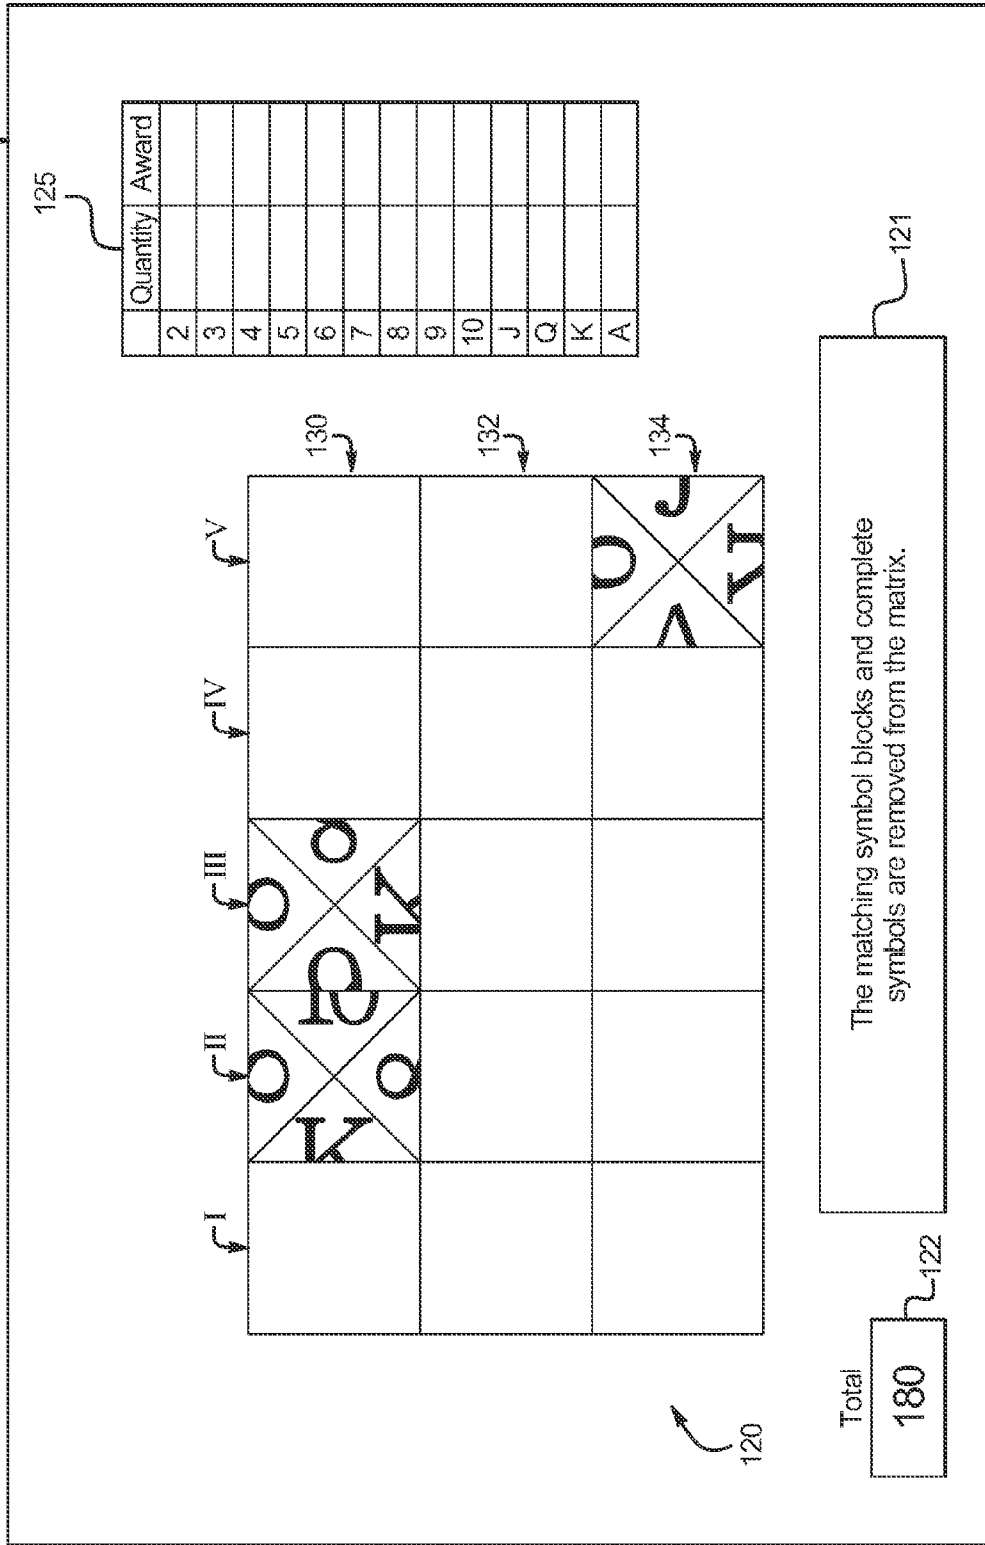 125
Quantity Award
2
3
4
5
6
7
8
9
10
J
Q
K
A
I II III IV V
130
132
134
K
J
120
Total
180
122
The matching symbol blocks and complete
symbols are removed from the matrix.
121